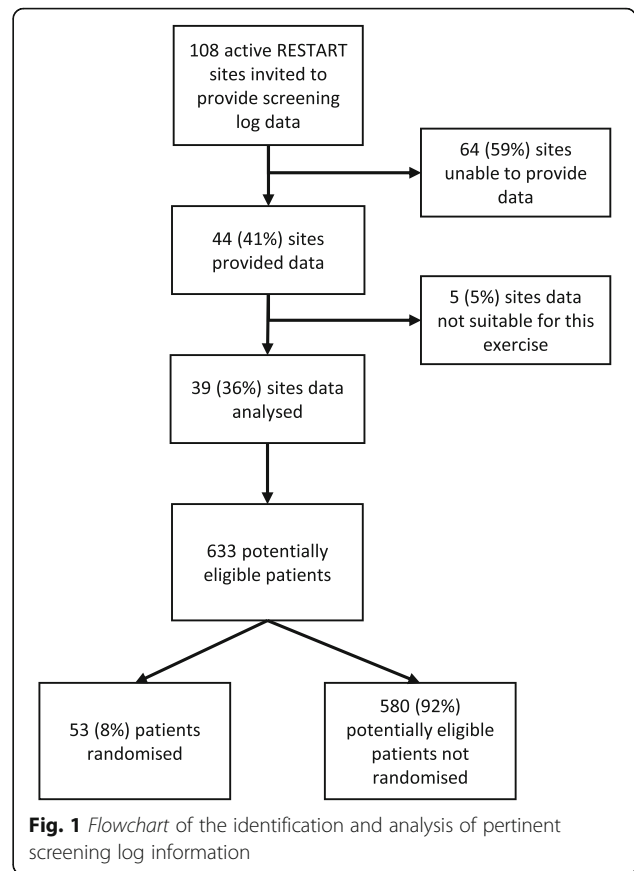 108 active RESTART
sites invited to
provide screening
log data
64 (59%) sites
unable to provide
data
44 (41%) sites
provided data
5 (5%) sites data
not suitable for this
exercise
39 (36%) sites data
analysed
633 potentially
eligible patients
53 (8%) patients
randomised
580 (92%)
potentially eligible
patients not
randomised
Fig. 1 Flowchart of the identification and analysis of pertinent
screening log information